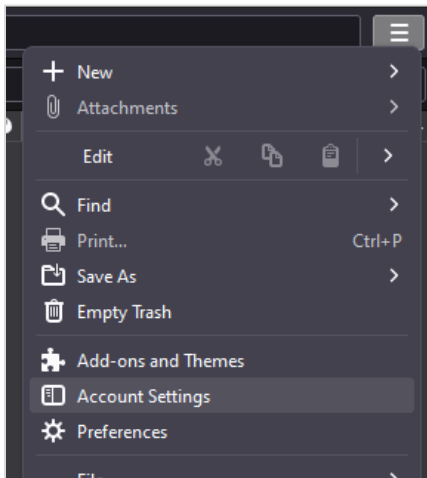 New
Attachments
Edit
Find
Print... Ctrl+P
Save As
Empty Trash
Add-ons and Themes
Account Settings
Preferences